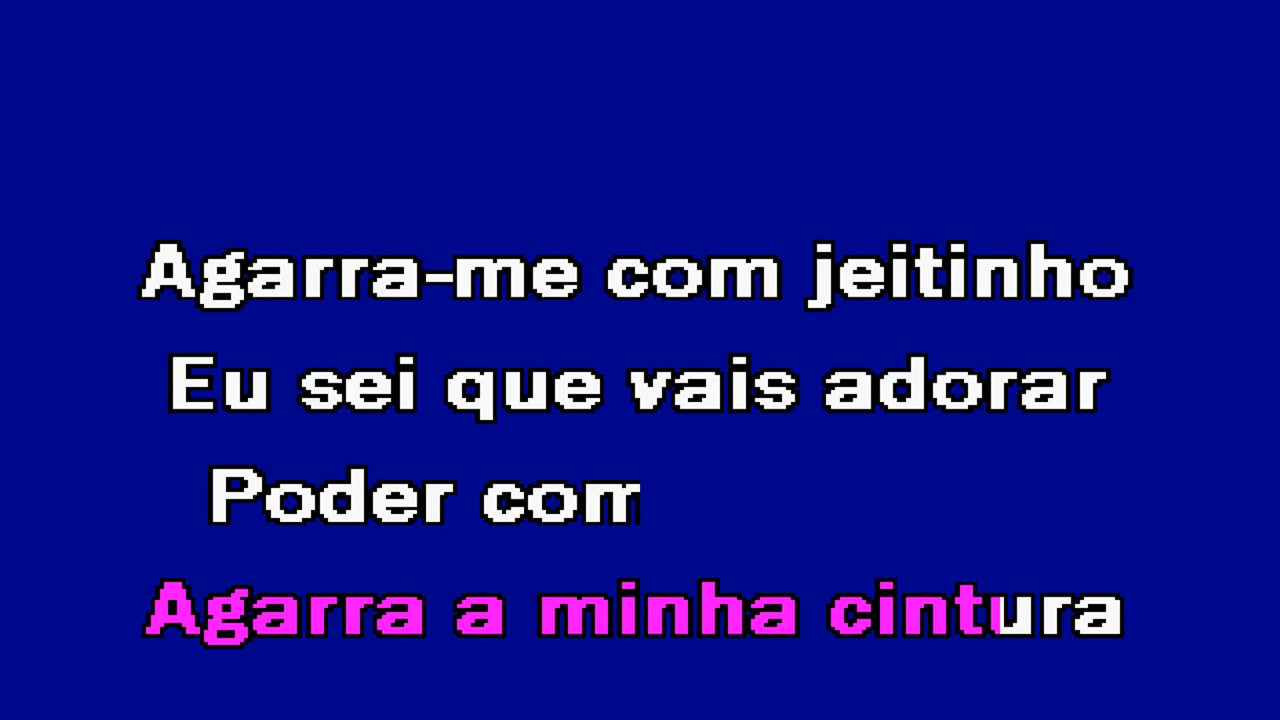 Agarra-me com jeitinho
Eu sei que vais adorar
Poder com
Agarra a minha cintura